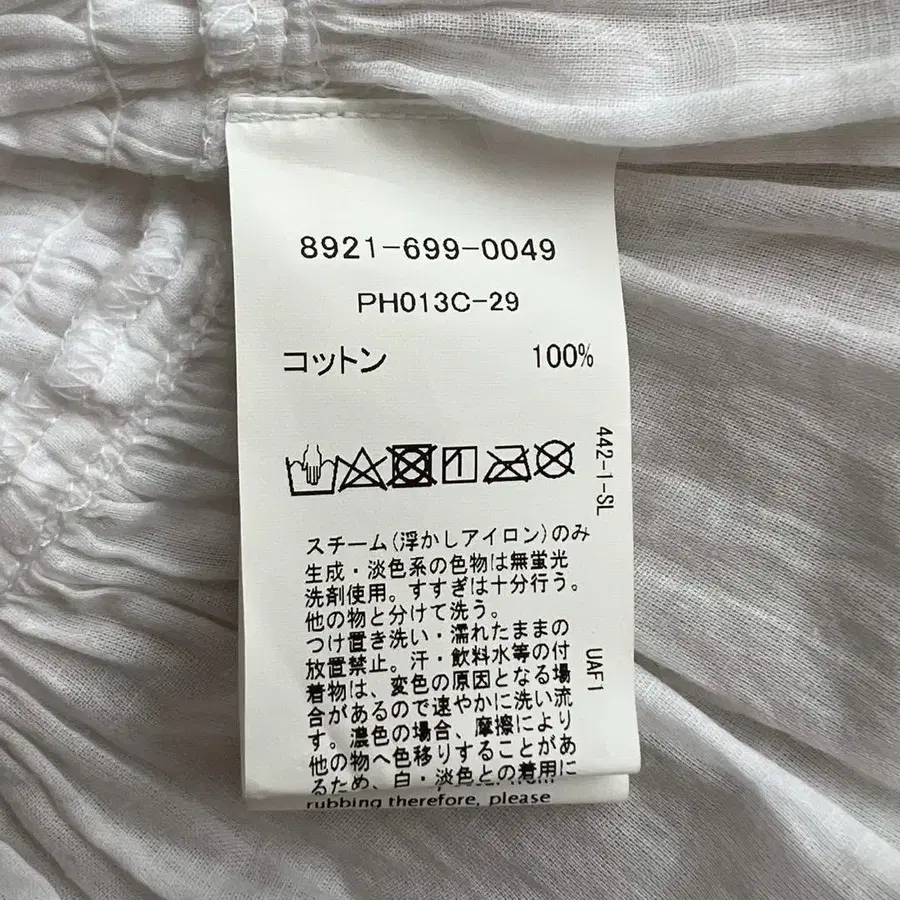 8921-699-0049
PH013C-29
コットン 100%
442-1-SL
スチーム(浮かしアイロン)のみ
生成・淡色系の色物は無蛍光
洗剤使用。すすぎは十分行う。
他の物と分けて洗う。
つけ置き洗い・濡れたままの
放置禁止。汗・飲料水等の付
着物は、変色の原因となる場
合があるので速やかに洗い流
す。濃色の場合、摩擦により
他の物へ色移りすることがあ
るため、白・淡色との着用に
UAF1
rubbing therefore, please